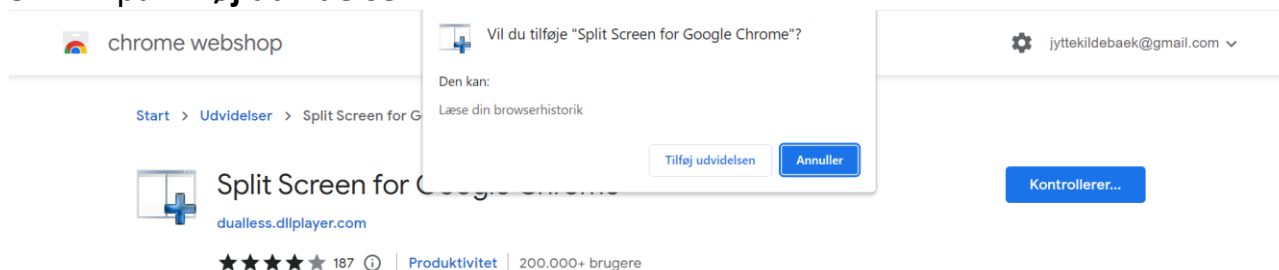 chrome webshop
Vil du tilføje "Split Screen for Google Chrome"?
jyttekildebaek@gmail.com
Den kan:
Læse din browserhistorik
Start > Udvidelser > Split Screen for G
Tilføj udvidelsen Annuller
Split Screen for Google Chrome
Kontrollerer...
dualless.dllplayer.com
187 Produktivitet 200.000+ brugere